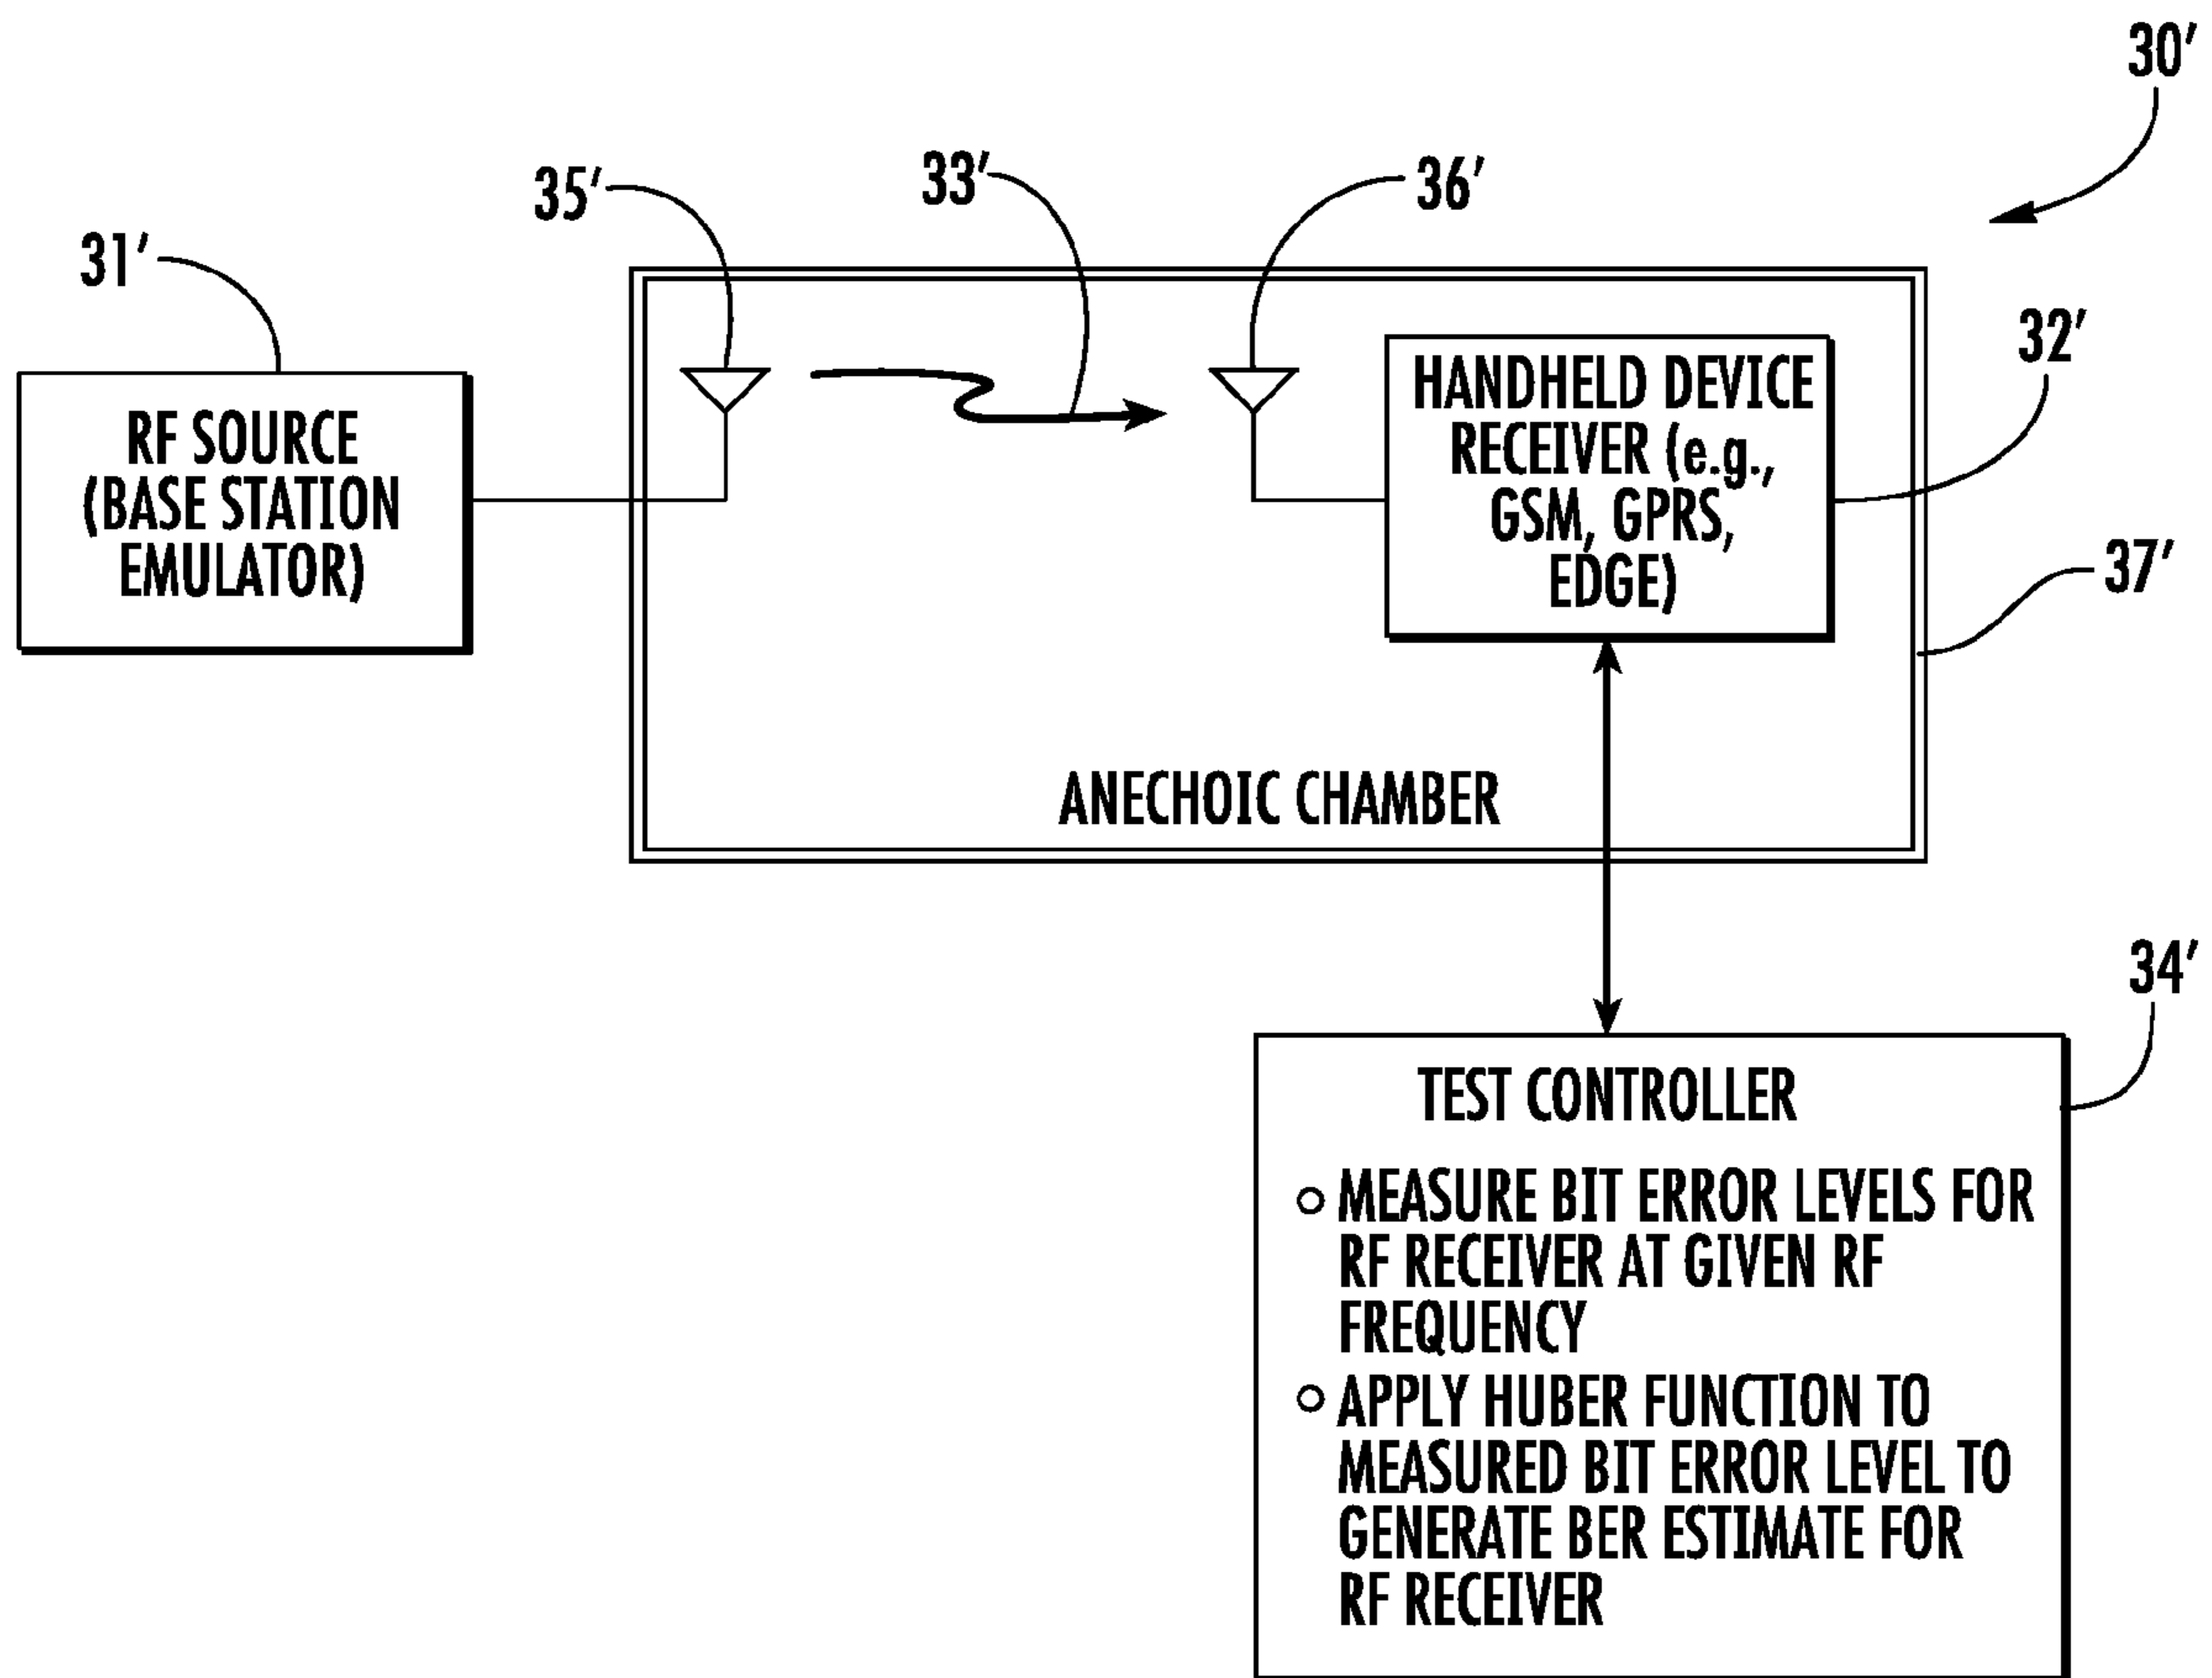 30'
35'
33'
36'
31'
32'
RF SOURCE
(BASE STATION
EMULATOR)
HANDHELD DEVICE
RECEIVER (e.g.,
GSM, GPRS,
EDGE)
37'
ANECHOIC CHAMBER
34'
TEST CONTROLLER
○ MEASURE BIT ERROR LEVELS FOR
RF RECEIVER AT GIVEN RF
FREQUENCY
○ APPLY HUBER FUNCTION TO
MEASURED BIT ERROR LEVEL TO
GENERATE BER ESTIMATE FOR
RF RECEIVER